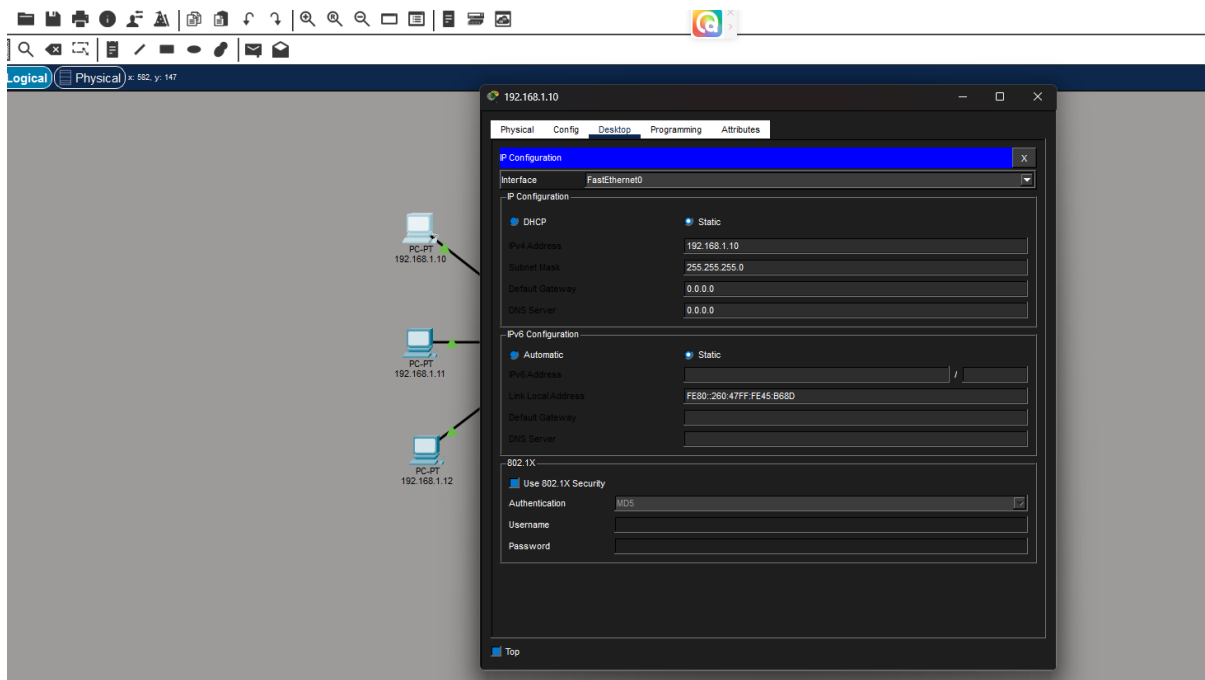 Logical Physical x: 582, y: 147
192.168.1.10
Physical Config Desktop Programming Attributes
IP Configuration X
Interface FastEthernet0
IP Configuration
DHCP Static
IPv4 Address 192.168.1.10
Subnet Mask 255.255.255.0
Default Gateway 0.0.0.0
DNS Server 0.0.0.0
IPv6 Configuration
Automatic Static
IPv6 Address /
Link Local Address FE80::260:47FF:FE45:B68D
Default Gateway
DNS Server
802.1X
Use 802.1X Security
Authentication MD5
Username
Password
Top
PC-PT
192.168.1.10
PC-PT
192.168.1.11
PC-PT
192.168.1.12